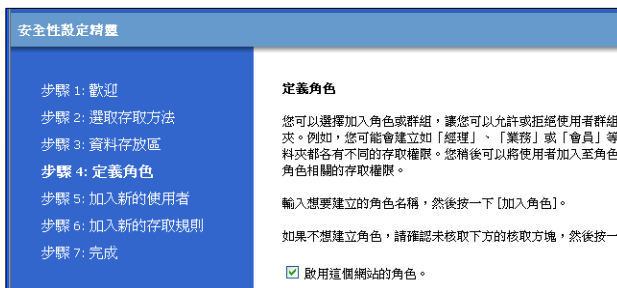 安全性設定精靈
步驟 1: 歡迎
步驟 2: 選取存取方法
步驟 3: 資料存放區
步驟 4: 定義角色
步驟 5: 加入新的使用者
步驟 6: 加入新的存取規則
步驟 7: 完成
定義角色
您可以選擇加入角色或群組，讓您可以允許或拒絕使用者群組
夾。例如，您可能會建立如「經理」、「業務」或「會員」等
料夾都各有不同的存取權限。您稍後可以將使用者加入至角色
角色相關的存取權限。
輸入想要建立的角色名稱，然後按一下 [加入角色]。
如果不想建立角色，請確認未核取下方的核取方塊，然後按一
啟用這個網站的角色。